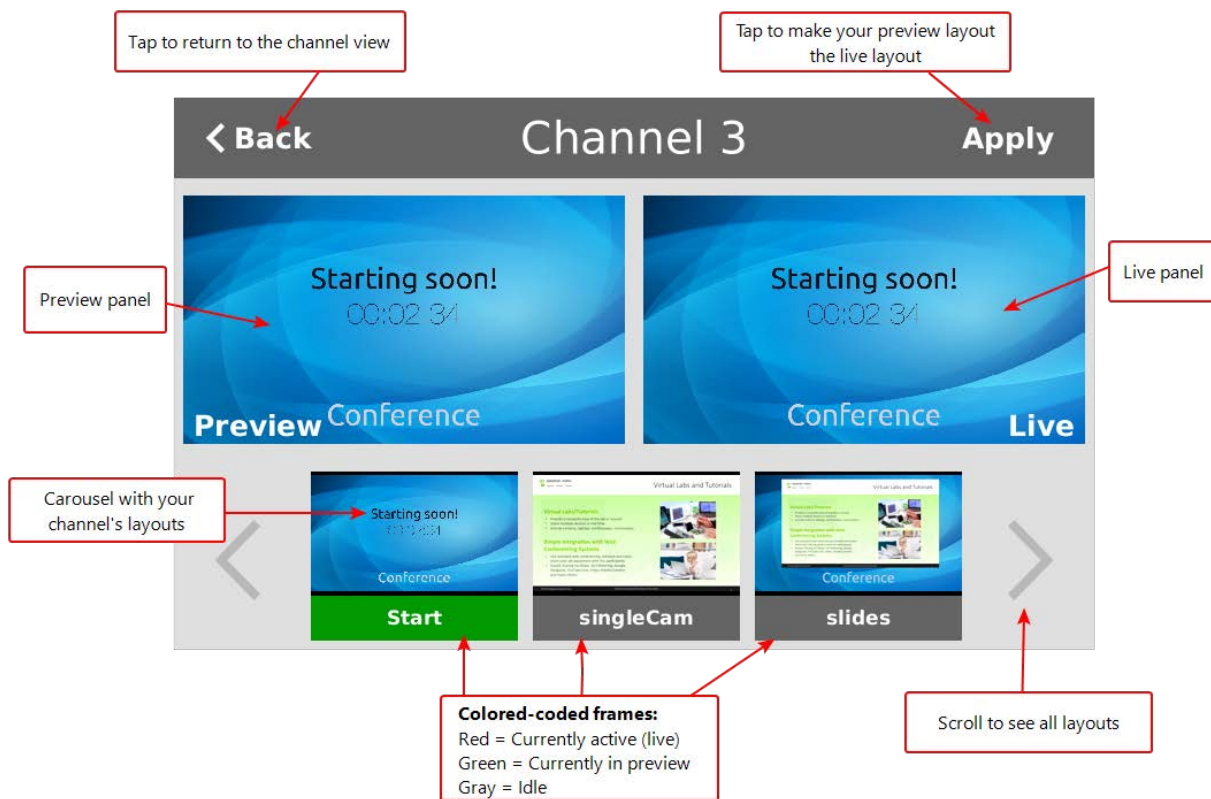 Tap to return to the channel view
Tap to make your preview layout
the live layout
Back
Channel 3
Apply
Starting soon!
00:02 34
Conference
Preview
Starting soon!
00:02 34
Conference
Live
Preview panel
Live panel
Carousel with your
channel's layouts
Starting soon!
Conference
Start
Virtual Labs and Tutorials
Virtual Lab/Tutorials
singleCam
Conference
slides
Colored-coded frames:
Red = Currently active (live)
Green = Currently in preview
Gray = Idle
Scroll to see all layouts